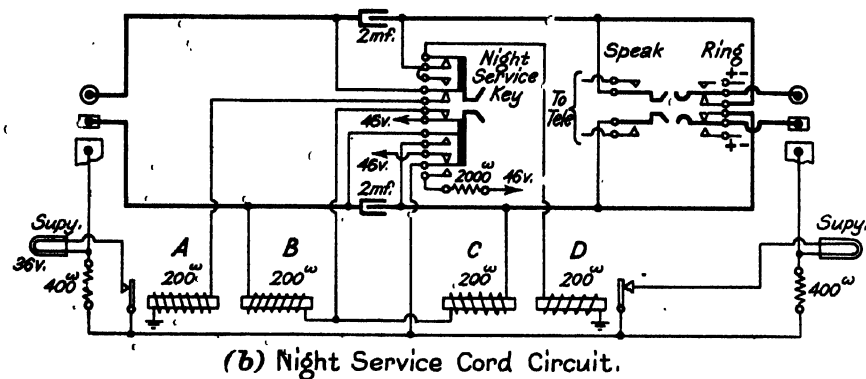 2mf.
Night Service Key
Speak
Ring
+ -
To Tele
+ -
46v.
46v.
2000ω
46v.
2mf.
Supy.
36v.
400ω
A
200ω
B
200ω
C
200ω
D
200ω
Supy.
400ω
(b) Night Service Cord Circuit.